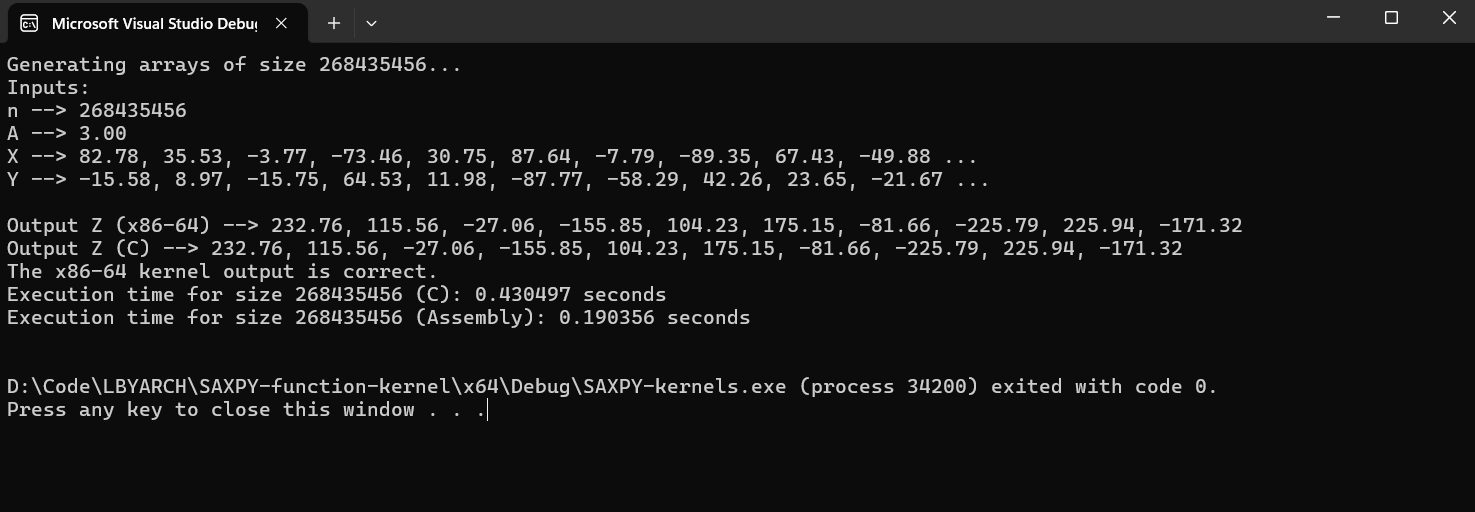 Microsoft Visual Studio Debu
Generating arrays of size 268435456...
Inputs:
n --> 268435456
A --> 3.00
X --> 82.78, 35.53, -3.77, -73.46, 30.75, 87.64, -7.79, -89.35, 67.43, -49.88 ...
Y --> -15.58, 8.97, -15.75, 64.53, 11.98, -87.77, -58.29, 42.26, 23.65, -21.67 ...
Output Z (x86-64) --> 232.76, 115.56, -27.06, -155.85, 104.23, 175.15, -81.66, -225.79, 225.94, -171.32
Output Z (C) --> 232.76, 115.56, -27.06, -155.85, 104.23, 175.15, -81.66, -225.79, 225.94, -171.32
The x86-64 kernel output is correct.
Execution time for size 268435456 (C): 0.430497 seconds
Execution time for size 268435456 (Assembly): 0.190356 seconds
D:\Code\LBYARCH\SAXPY-function-kernel\x64\Debug\SAXPY-kernels.exe (process 34200) exited with code 0.
Press any key to close this window . . .